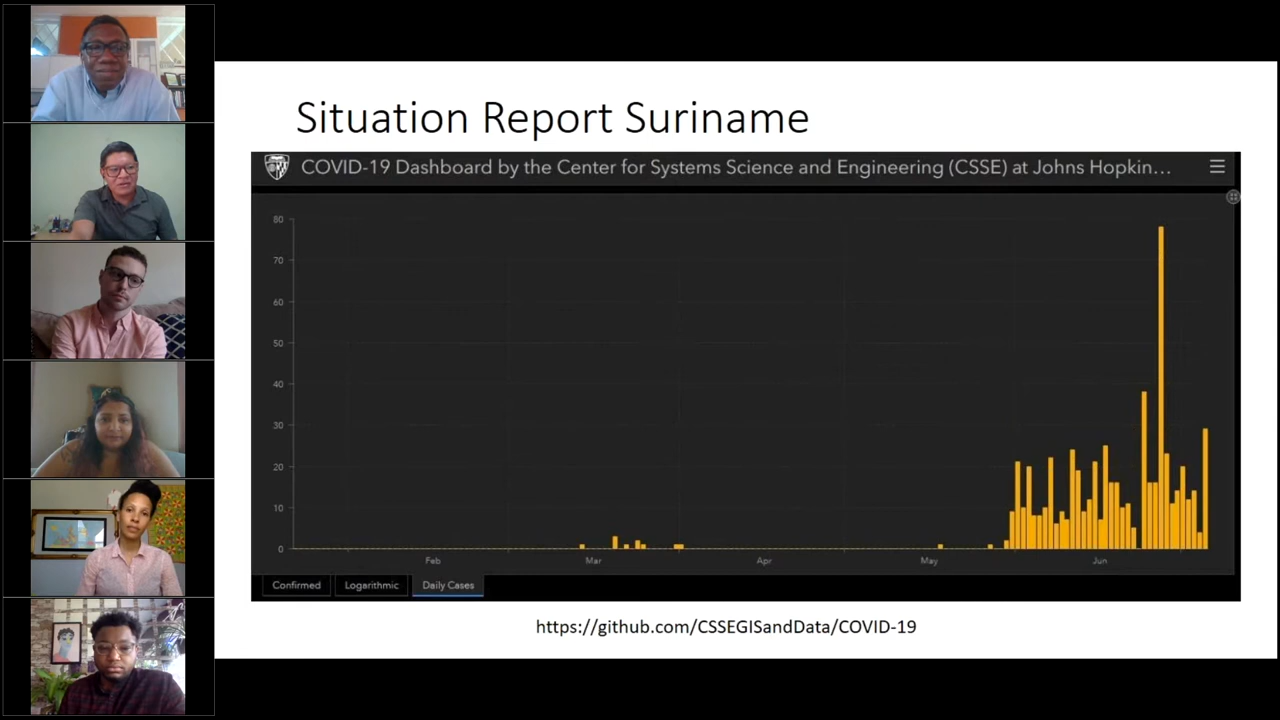 Situation Report Suriname
COVID-19 Dashboard by the Center for Systems Science and Engineering (CSSE) at Johns Hopkin...
80
70
60
50
40
30
20
10
0
Feb Mar Apr May Jun
Confirmed Logarithmic Daily Cases
https://github.com/CSSEGISandData/COVID-19